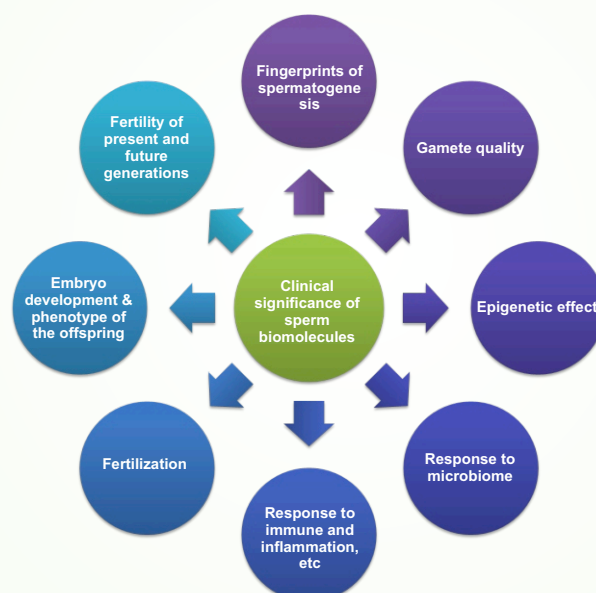 Fingerprints of
spermatogene
sis
Gamete quality
Epigenetic effect
Response to
microbiome
Response to
immune and
inflammation,
etc
Fertilization
Embryo
development &
phenotype of
the offspring
Fertility of
present and
future
generations
Clinical
significance of
sperm
biomolecules